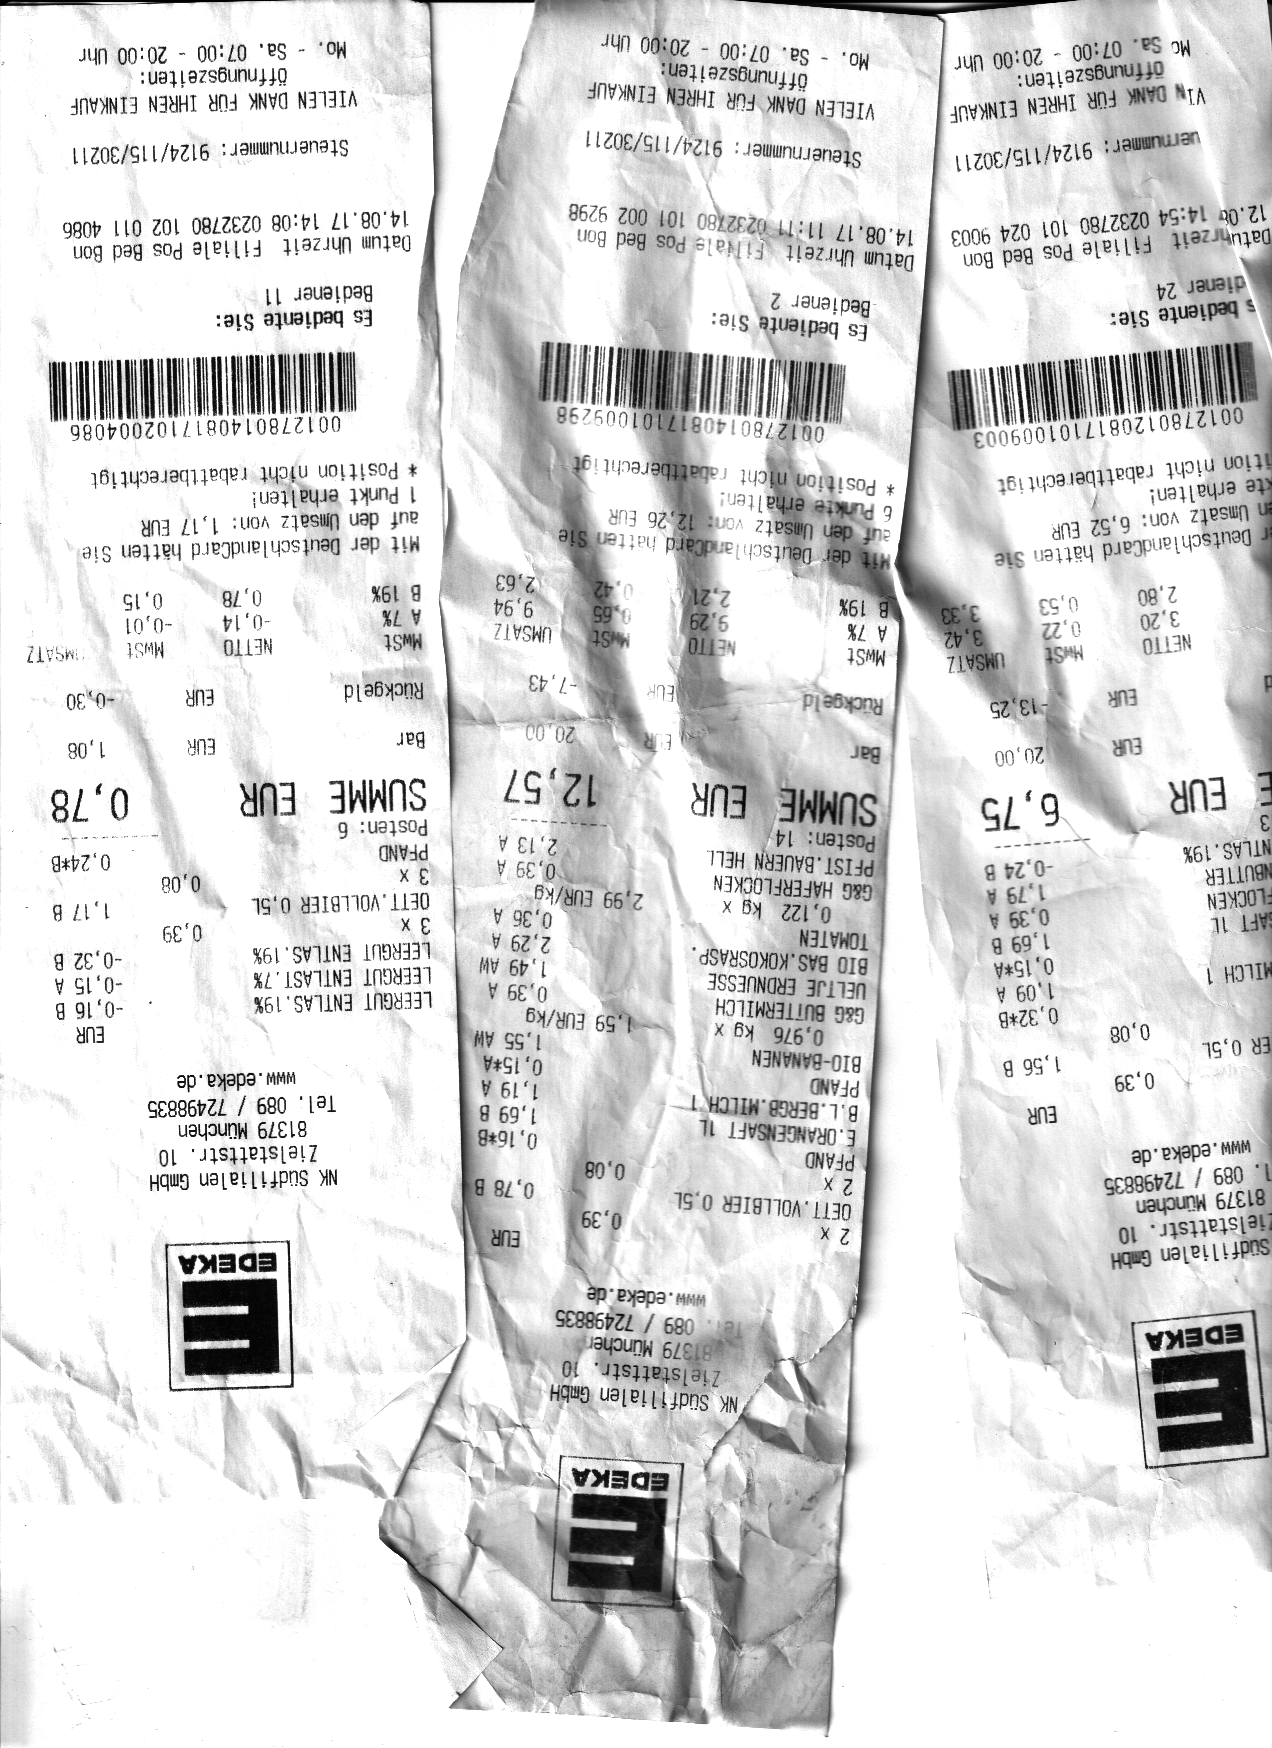 EDEKA
Südfilialen GmbH
Zielstattstr. 10
81379 München
l. 089 / 72498835
www.edeka.de
EUR
0,39
ER 0,5L 1,56 B
0,08
0,32*B
MILCH 1 1,09 A
0,15*A
SAFT 1L 1,69 B
FLOCKEN 0,39 A
NBUTTER 1,79 A
NTLAS.19% -0,24 B
3
E EUR 6,75
EUR 20,00
EUR -13,25
NETTO MwSt UMSATZ
3,20 0,22 3,42
2,80 0,53 3,33
er DeutschlandCard hätten Sie
en Umsatz von: 6,52 EUR
kte erhalten!
ition nicht rabattberechtigt
0012780120817101009003
s bediente Sie:
diener 24
Datum Uhrzeit Filiale Pos Bed Bon
12.08 14:54 0232780 101 024 9003
uernummer: 9124/115/30211
DANK FÜR IHREN EINKAUF
Öffnungszeiten:
Mo Sa. 07:00 - 20:00 Uhr
EDEKA
NK Südfilialen GmbH
Zielstattstr. 10
81379 München
Tel. 089 / 72498835
www.edeka.de
EUR
2 x 0,39
OETT.VOLLBIER 0,5L 0,78 B
2 x 0,08
PFAND 0,16*B
E.ORANGENSAFT 1L 1,69 B
B.L.BERGB.MILCH 1 1,19 A
PFAND 0,15*A
BIO-BANANEN 1,55 AW
0,976 kg x 1,59 EUR/kg
G&G BUTTERMILCH 0,39 A
UELTJE ERDNUESSE 1,49 AW
BIO BAS.KOKOSRASP. 2,29 A
TOMATEN 0,36 A
0,122 kg x 2,99 EUR/kg
G&G HAFERFLOCKEN 0,39 A
PFIST.BAUERN HELL 2,13 A
Posten: 14
SUMME EUR 12,57
Bar EUR 20,00
Rückgeld EUR -7,43
MwSt NETTO MwSt UMSATZ
A 7% 9,29 0,65 9,94
B 19% 2,21 0,42 2,63
Mit der DeutschlandCard hätten Sie
auf den Umsatz von: 12,26 EUR
6 Punkte erhalten!
* Position nicht rabattberechtigt
0012780140817101009298
Es bediente Sie:
Bediener 2
Datum Uhrzeit Filiale Pos Bed Bon
14.08.17 11:11 0232780 101 002 9298
Steuernummer: 9124/115/30211
VIELEN DANK FÜR IHREN EINKAUF
Öffnungszeiten:
Mo. - Sa. 07:00 - 20:00 Uhr
EDEKA
NK Südfilialen GmbH
Zielstattstr. 10
81379 München
Tel. 089 / 72498835
www.edeka.de
EUR
LEERGUT ENTLAS.19% -0,16 B
LEERGUT ENTLAST.7% -0,15 A
LEERGUT ENTLAS.19% -0,32 B
3 x 0,39
OETT.VOLLBIER 0,5L 1,17 B
3 x 0,08
PFAND 0,24*B
Posten: 6
SUMME EUR 0,78
Bar EUR 1,08
Rückgeld EUR -0,30
MwSt NETTO MwSt UMSATZ
A 7% -0,14 -0,01
B 19% 0,78 0,15
Mit der DeutschlandCard hätten Sie
auf den Umsatz von: 1,17 EUR
1 Punkt erhalten!
* Position nicht rabattberechtigt
0012780140817102004086
Es bediente Sie:
Bediener 11
Datum Uhrzeit Filiale Pos Bed Bon
14.08.17 14:08 0232780 102 011 4086
Steuernummer: 9124/115/30211
VIELEN DANK FÜR IHREN EINKAUF
Öffnungszeiten:
Mo. - Sa. 07:00 - 20:00 Uhr